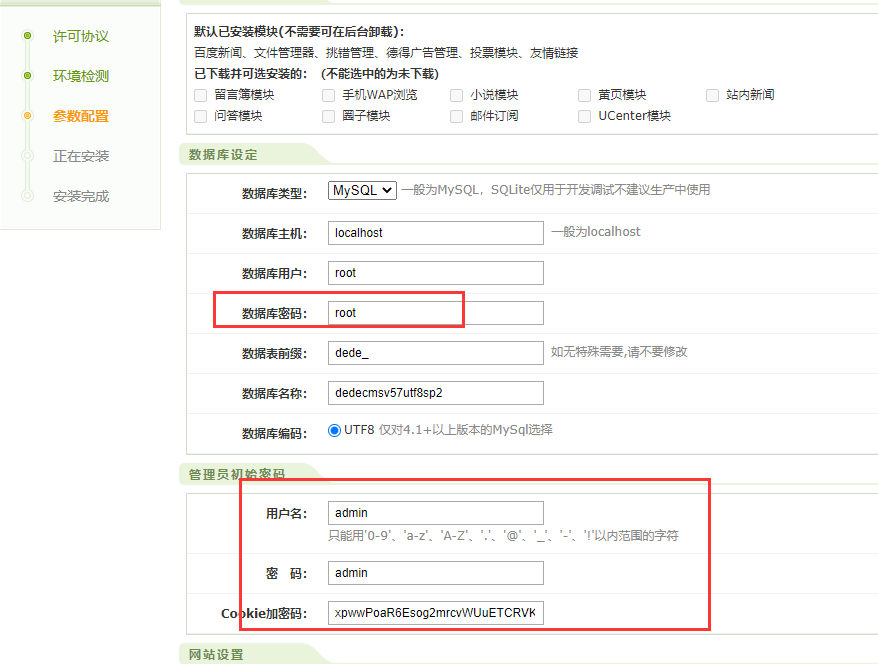 许可协议
环境检测
参数配置
正在安装
安装完成
默认已安装模块(不需要可在后台卸载)：
百度新闻、文件管理器、挑错管理、德得广告管理、投票模块、友情链接
已下载并可选安装的： (不能选中的为未下载)
留言簿模块 手机WAP浏览 小说模块 黄页模块 站内新闻
问答模块 圈子模块 邮件订阅 UCenter模块
数据库设定
数据库类型： MySQL 一般为MySQL，SQLite仅用于开发调试不建议生产中使用
数据库主机： localhost 一般为localhost
数据库用户： root
数据库密码： root
数据表前缀： dede_ 如无特殊需要,请不要修改
数据库名称： dedecmsv57utf8sp2
数据库编码： UTF8 仅对4.1+以上版本的MySql选择
管理员初始密码
用户名： admin
只能用'0-9'、'a-z'、'A-Z'、'.'、'@'、'_'、'-'、'!'以内范围的字符
密 码： admin
Cookie加密码： xpwwPoaR6Esog2mrcvWUuETCRVK
网站设置